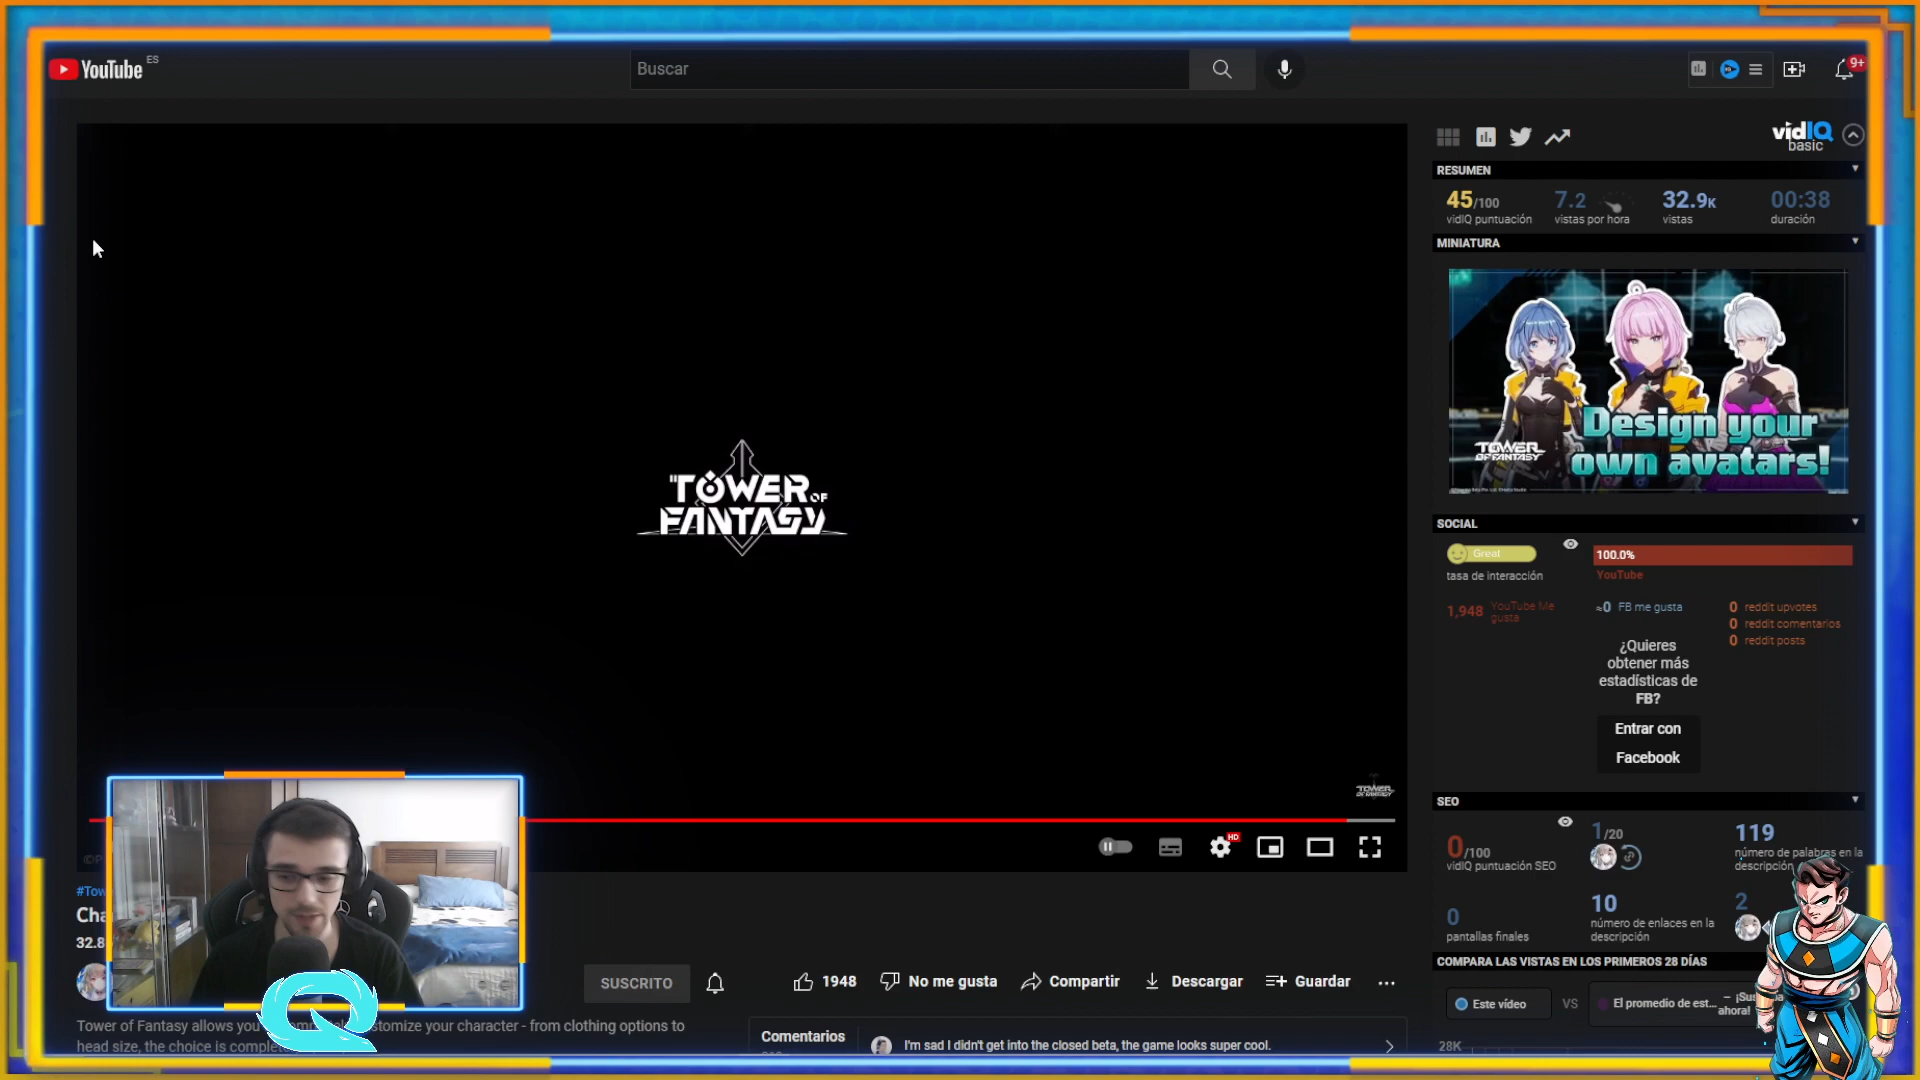 YouTube ES
Buscar
9+
TOWER OF
FANTASY
TOWER
OF FANTASY
HD
#Tow
Cha
32.8
SUSCRITO
1948
No me gusta
Compartir
Descargar
Guardar
Tower of Fantasy allows you
stomize your character - from clothing options to
head size, the choice is comple
Comentarios
I'm sad I didn't get into the closed beta, the game looks super cool.
vidIQ
basic
RESUMEN
45/100
vidIQ puntuación
7.2
vistas por hora
32.9K
vistas
00:38
duración
MINIATURA
TOWER
OF FANTASY
Design your
own avatars!
SOCIAL
Great
tasa de interacción
100.0%
YouTube
1,948 YouTube Me
gusta
≈0 FB me gusta
0 reddit upvotes
0 reddit comentarios
0 reddit posts
¿Quieres
obtener más
estadísticas de
FB?
Entrar con
Facebook
SEO
0/100
vidIQ puntuación SEO
1/20
119
número de palabras en la
descripción
0
pantallas finales
10
número de enlaces en la
descripción
2
COMPARA LAS VISTAS EN LOS PRIMEROS 28 DÍAS
Este vídeo
VS
El promedio de est...
ahora!
28K